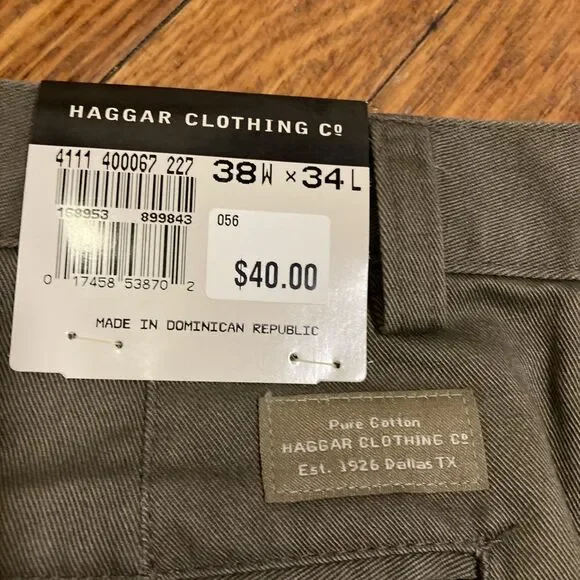 HAGGAR CLOTHING Cº
4111 400067 227
38W × 34L
168953 899843
056
$40.00
0 17458 53870 2
MADE IN DOMINICAN REPUBLIC
Pure Cotton
HAGGAR CLOTHING Cº
Est. 1926 Dallas TX